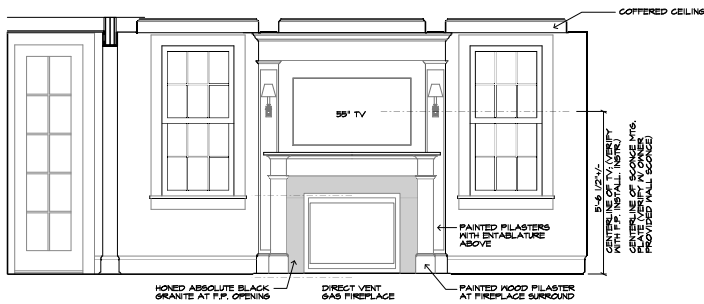 COFFERED CEILING
55" TV
5'-6 1/2"+/-
CENTERLINE OF TV: (VERIFY
WITH F.P. INSTALL. INSTR.)
CENTERLINE OF SCONCE MTG.
PLATE (VERIFY W/ OWNER
PROVIDED WALL SCONCE)
PAINTED PILASTERS
WITH ENTABLATURE
ABOVE
HONED ABSOLUTE BLACK
GRANITE AT F.P. OPENING
DIRECT VENT
GAS FIREPLACE
PAINTED WOOD PILASTER
AT FIREPLACE SURROUND